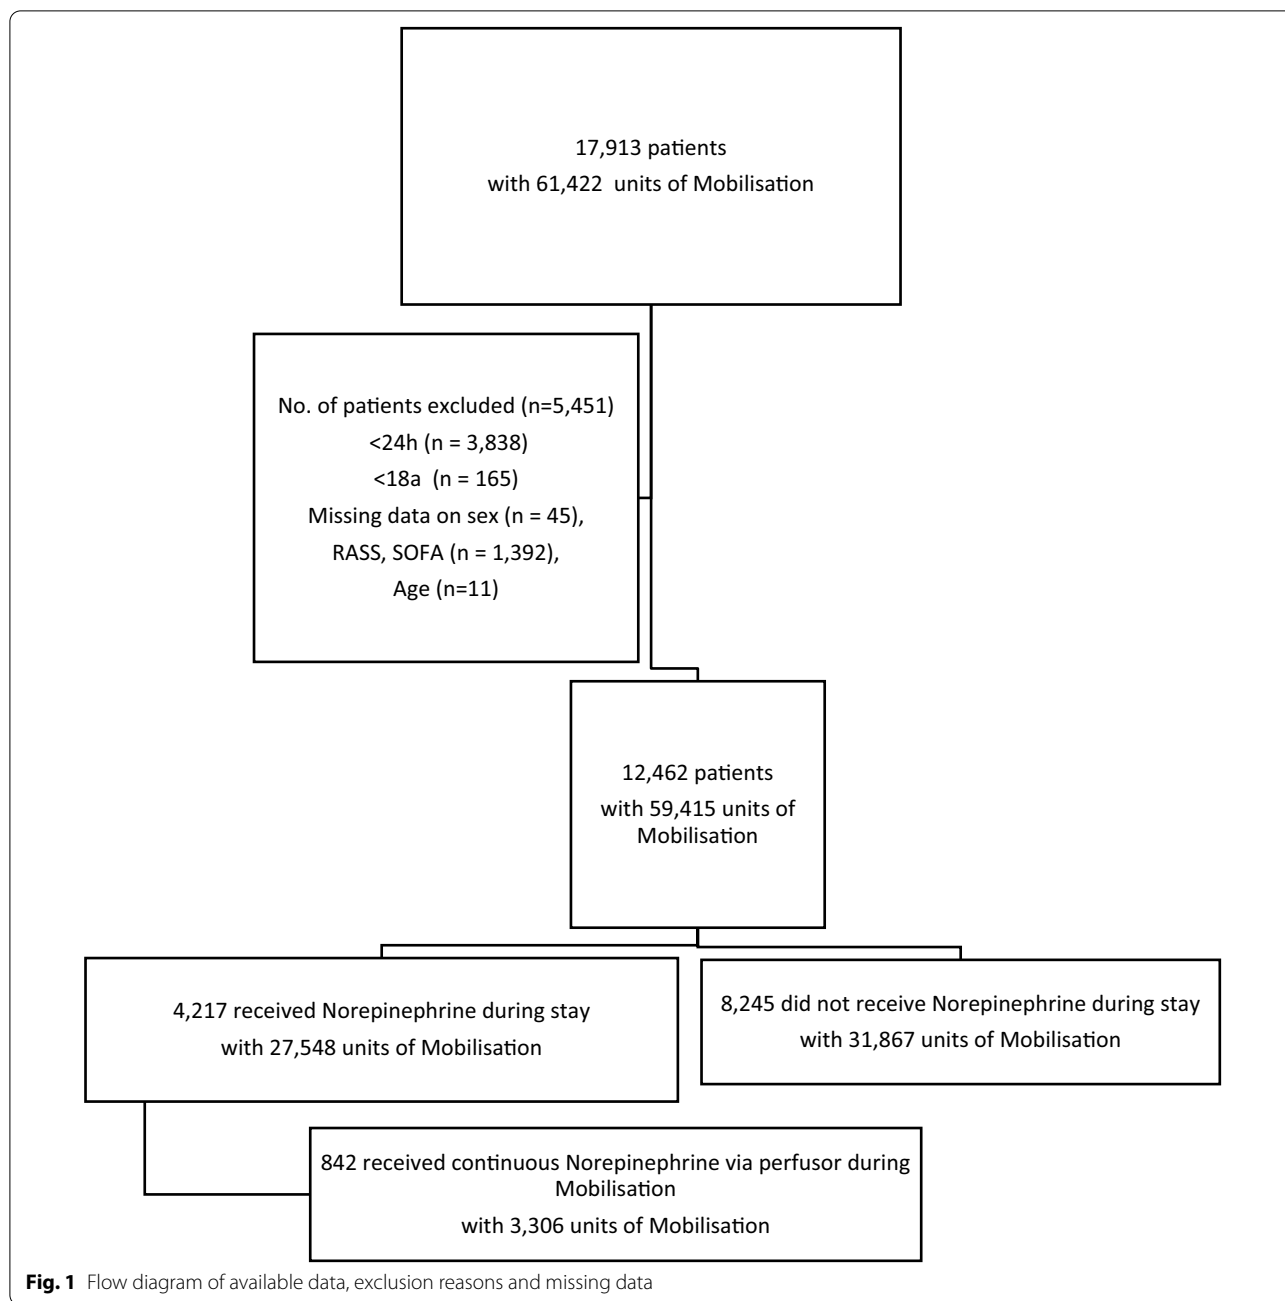 17,913 patients
with 61,422 units of Mobilisation
No. of patients excluded (n=5,451)
<24h (n = 3,838)
<18a (n = 165)
Missing data on sex (n = 45),
RASS, SOFA (n = 1,392),
Age (n=11)
12,462 patients
with 59,415 units of
Mobilisation
4,217 received Norepinephrine during stay
with 27,548 units of Mobilisation
8,245 did not receive Norepinephrine during stay
with 31,867 units of Mobilisation
842 received continuous Norepinephrine via perfusor during
Mobilisation
with 3,306 units of Mobilisation
Fig. 1 Flow diagram of available data, exclusion reasons and missing data